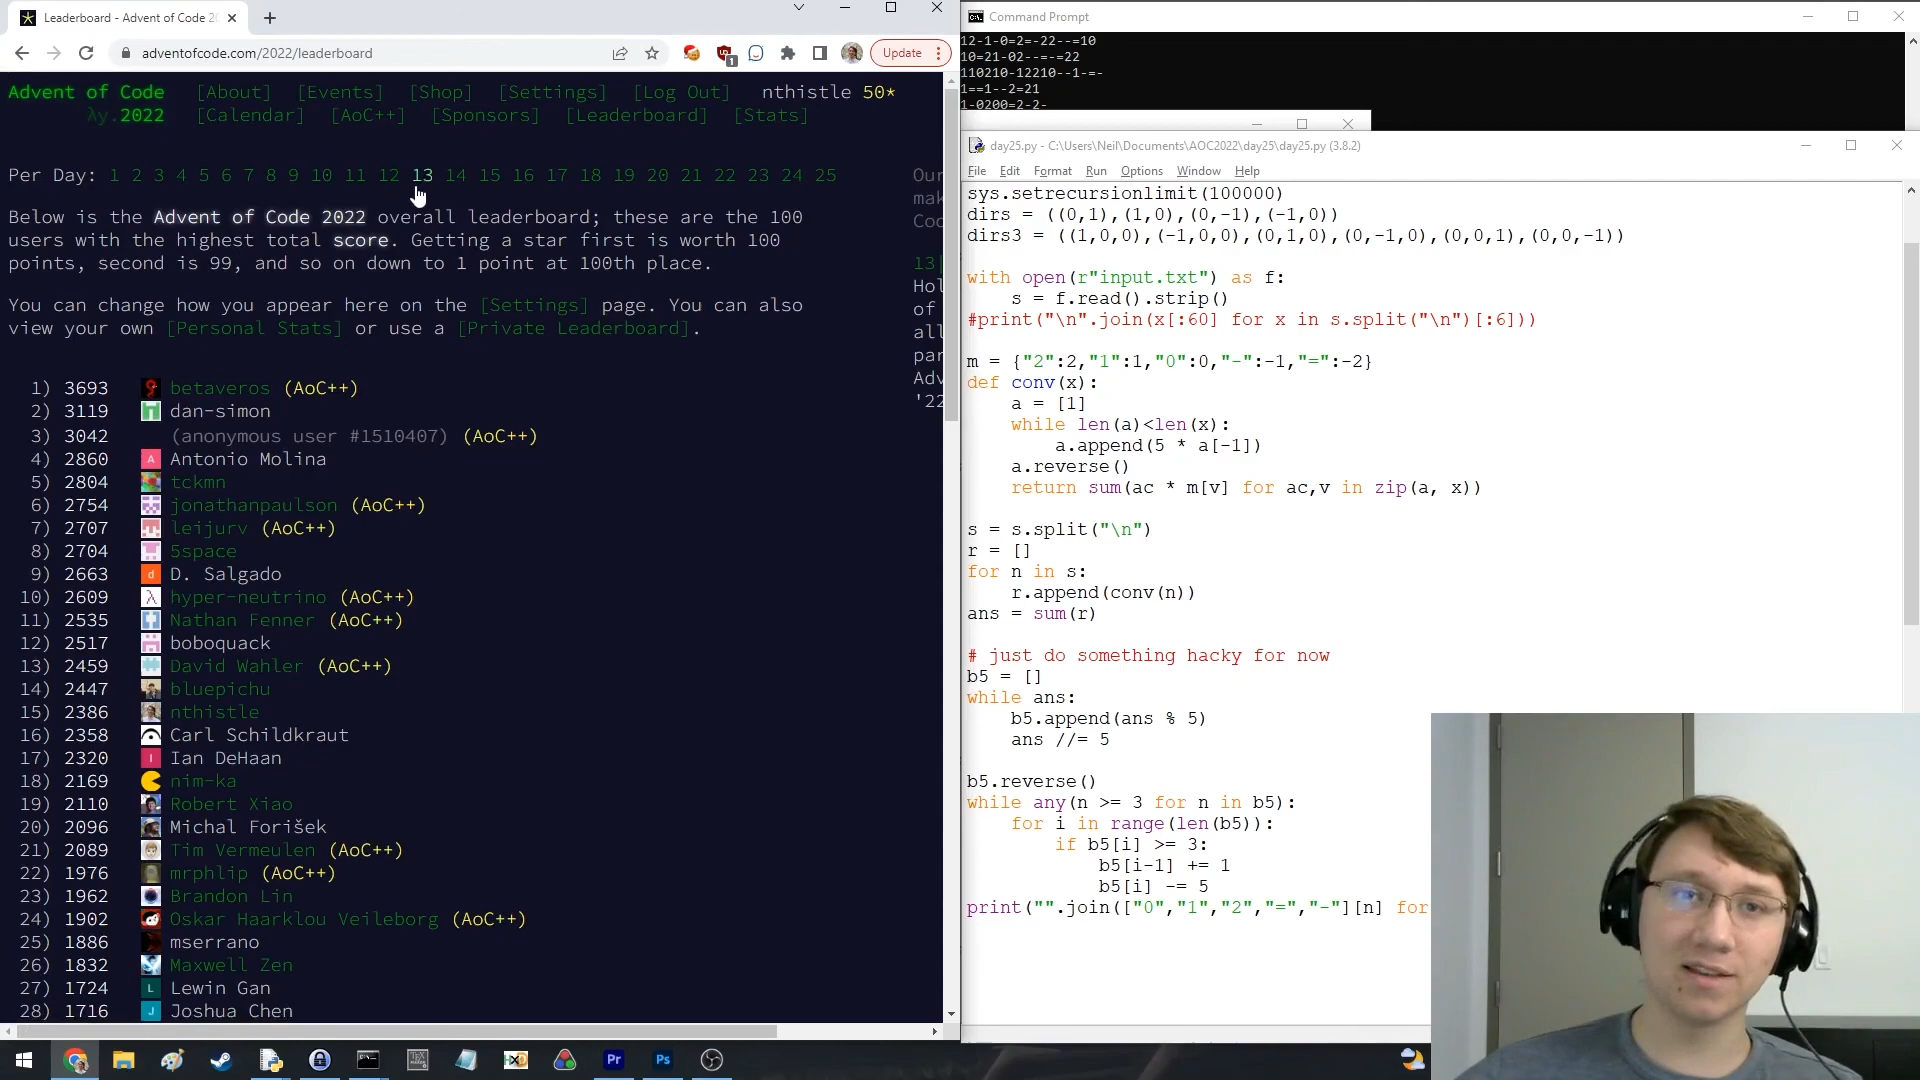 Leaderboard - Advent of Code 20
adventofcode.com/2022/leaderboard
Update
Advent of Code [About] [Events] [Shop] [Settings] [Log Out] nthistle 50*
λy.2022 [Calendar] [AoC++] [Sponsors] [Leaderboard] [Stats]
Per Day: 1 2 3 4 5 6 7 8 9 10 11 12 13 14 15 16 17 18 19 20 21 22 23 24 25
Below is the Advent of Code 2022 overall leaderboard; these are the 100
users with the highest total score. Getting a star first is worth 100
points, second is 99, and so on down to 1 point at 100th place.
You can change how you appear here on the [Settings] page. You can also
view your own [Personal Stats] or use a [Private Leaderboard].
1) 3693 betaveros (AoC++)
2) 3119 dan-simon
3) 3042 (anonymous user #1510407) (AoC++)
4) 2860 A Antonio Molina
5) 2804 tckmn
6) 2754 jonathanpaulson (AoC++)
7) 2707 leijurv (AoC++)
8) 2704 5space
9) 2663 d D. Salgado
10) 2609 λ hyper-neutrino (AoC++)
11) 2535 Nathan Fenner (AoC++)
12) 2517 boboquack
13) 2459 David Wahler (AoC++)
14) 2447 bluepichu
15) 2386 nthistle
16) 2358 Carl Schildkraut
17) 2320 I Ian DeHaan
18) 2169 nim-ka
19) 2110 Robert Xiao
20) 2096 Michal Forišek
21) 2089 Tim Vermeulen (AoC++)
22) 1976 mrphlip (AoC++)
23) 1962 Brandon Lin
24) 1902 Oskar Haarklou Veileborg (AoC++)
25) 1886 mserrano
26) 1832 Maxwell Zen
27) 1724 L Lewin Gan
28) 1716 J Joshua Chen
Our
mak
Coc
13|
Hol
of
all
par
Adv
'22
Command Prompt
12-1-0=2=-22--=10
10=21-02--=-=22
110210-12210--1-=-
1==1--2=21
1-0200=2-2-
day25.py - C:\Users\Neil\Documents\AOC2022\day25\day25.py (3.8.2)
File Edit Format Run Options Window Help
sys.setrecursionlimit(100000)
dirs = ((0,1),(1,0),(0,-1),(-1,0))
dirs3 = ((1,0,0),(-1,0,0),(0,1,0),(0,-1,0),(0,0,1),(0,0,-1))
with open(r"input.txt") as f:
s = f.read().strip()
#print("\n".join(x[:60] for x in s.split("\n")[:6]))
m = {"2":2,"1":1,"0":0,"-":-1,"=":-2}
def conv(x):
a = [1]
while len(a)<len(x):
a.append(5 * a[-1])
a.reverse()
return sum(ac * m[v] for ac,v in zip(a, x))
s = s.split("\n")
r = []
for n in s:
r.append(conv(n))
ans = sum(r)
# just do something hacky for now
b5 = []
while ans:
b5.append(ans % 5)
ans //= 5
b5.reverse()
while any(n >= 3 for n in b5):
for i in range(len(b5)):
if b5[i] >= 3:
b5[i-1] += 1
b5[i] -= 5
print("".join(["0","1","2","=","-"][n] for
Pr
Ps